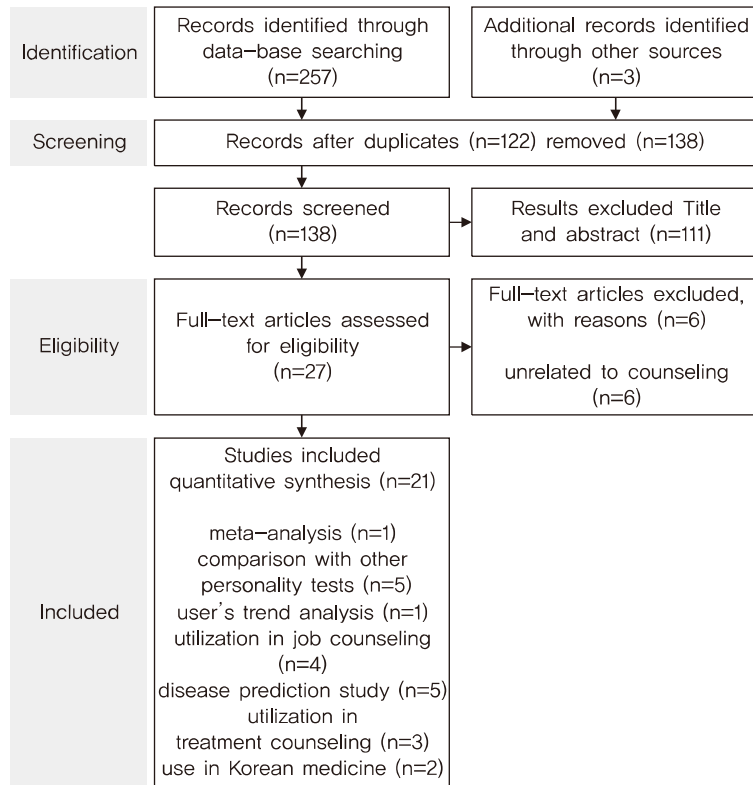 Identification
Records identified through
data-base searching
(n=257)
Additional records identified
through other sources
(n=3)
Screening
Records after duplicates (n=122) removed (n=138)
Records screened
(n=138)
Results excluded Title
and abstract (n=111)
Eligibility
Full-text articles assessed
for eligibility
(n=27)
Full-text articles excluded,
with reasons (n=6)
unrelated to counseling
(n=6)
Included
Studies included
quantitative synthesis (n=21)
meta-analysis (n=1)
comparison with other
personality tests (n=5)
user's trend analysis (n=1)
utilization in job counseling
(n=4)
disease prediction study (n=5)
utilization in
treatment counseling (n=3)
use in Korean medicine (n=2)